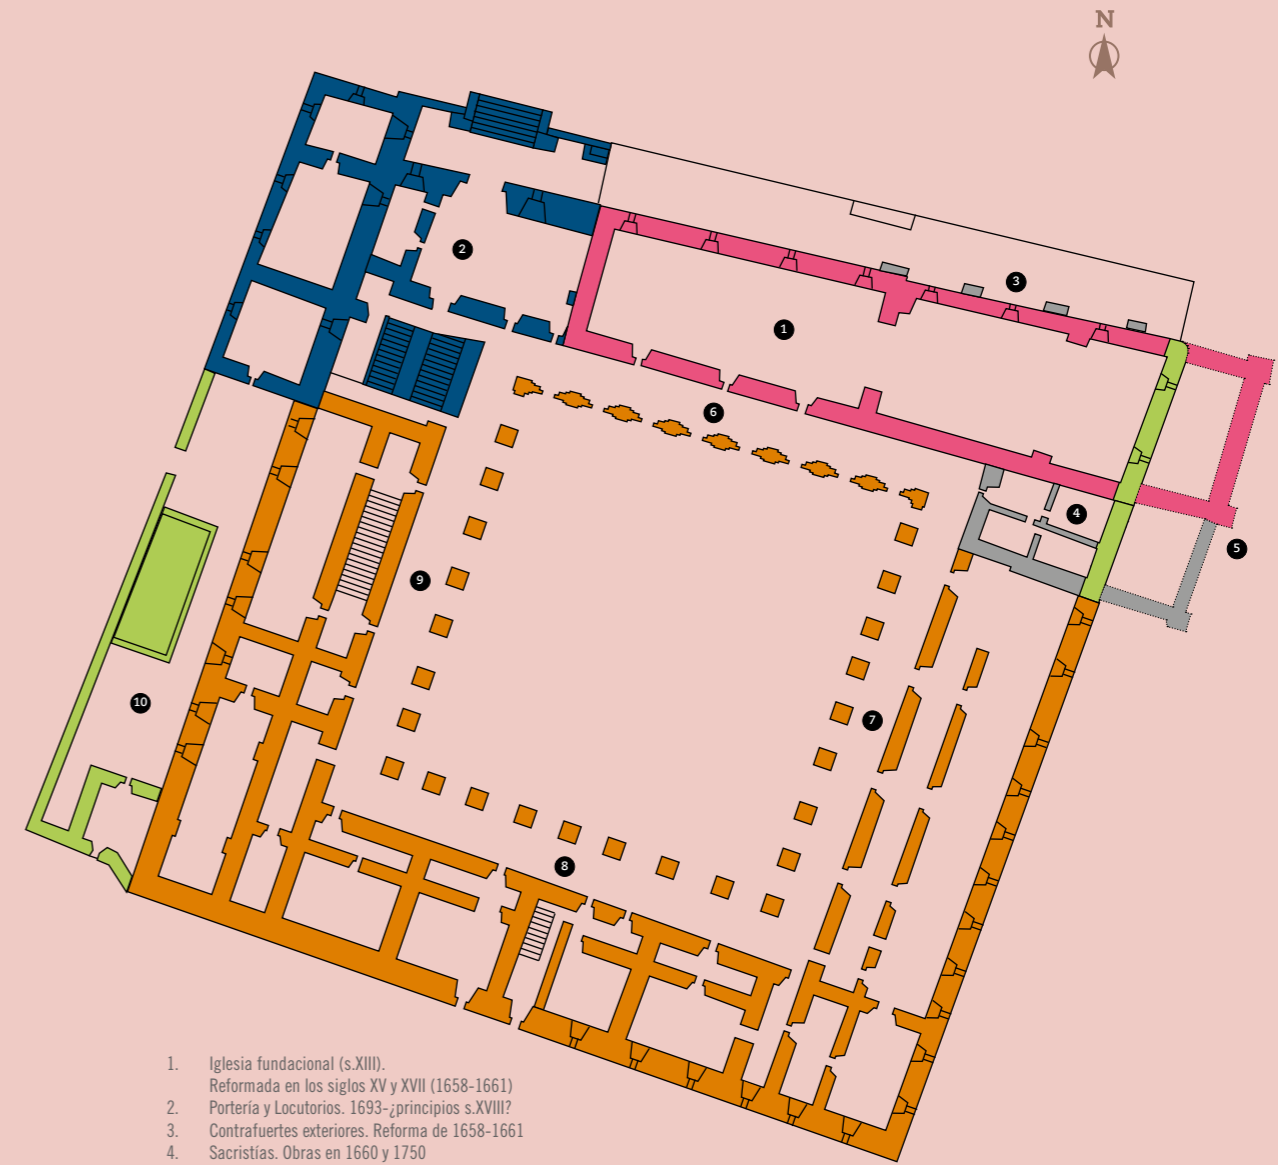 N
3
2
1
6
4
5
9
7
10
8
1. Iglesia fundacional (s.XIII).
Reformada en los siglos XV y XVII (1658-1661)
2. Portería y Locutorios. 1693-¿principios s.XVIII?
3. Contrafuertes exteriores. Reforma de 1658-1661
4. Sacristías. Obras en 1660 y 1750